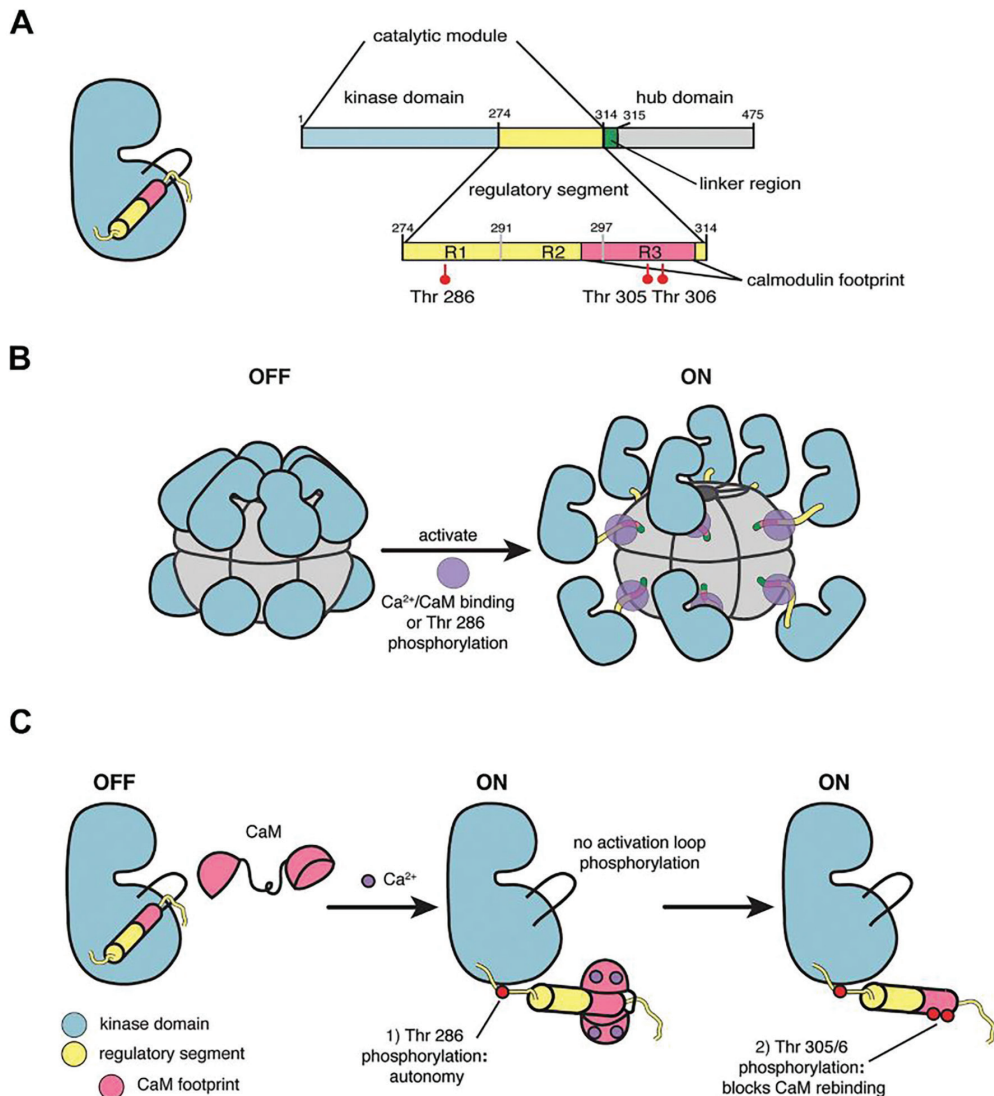 A
catalytic module
kinase domain
hub domain
1
274
314
315
475
linker region
regulatory segment
274
291
297
314
R1
R2
R3
calmodulin footprint
Thr 286
Thr 305 Thr 306
B
OFF
ON
activate
Ca²⁺/CaM binding
or Thr 286
phosphorylation
C
OFF
ON
ON
CaM
Ca²⁺
no activation loop
phosphorylation
1) Thr 286
phosphorylation:
autonomy
2) Thr 305/6
phosphorylation:
blocks CaM rebinding
kinase domain
regulatory segment
CaM footprint